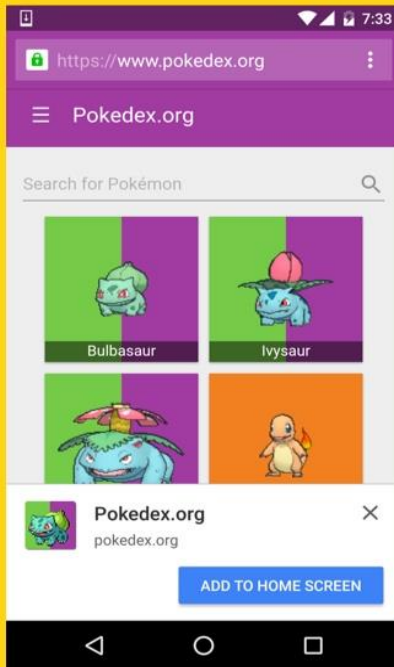 7:33
https://www.pokedex.org
Pokedex.org
Search for Pokémon
Bulbasaur
Ivysaur
Pokedex.org
pokedex.org
ADD TO HOME SCREEN